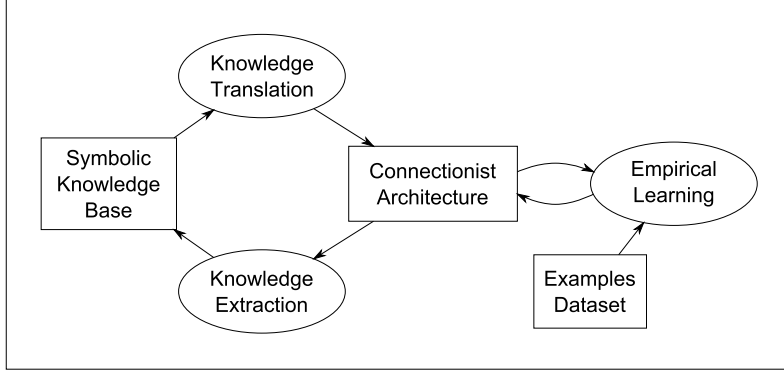 Knowledge
Translation
Symbolic
Knowledge
Base
Connectionist
Architecture
Empirical
Learning
Knowledge
Extraction
Examples
Dataset